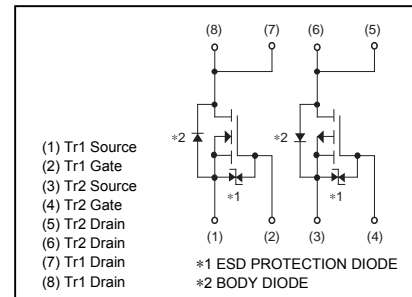 (8) (7) (6) (5)
∗2 ∗2
∗1 ∗1
(1) (2) (3) (4)
(1) Tr1 Source
(2) Tr1 Gate
(3) Tr2 Source
(4) Tr2 Gate
(5) Tr2 Drain
(6) Tr2 Drain
(7) Tr1 Drain
(8) Tr1 Drain
∗1 ESD PROTECTION DIODE
∗2 BODY DIODE